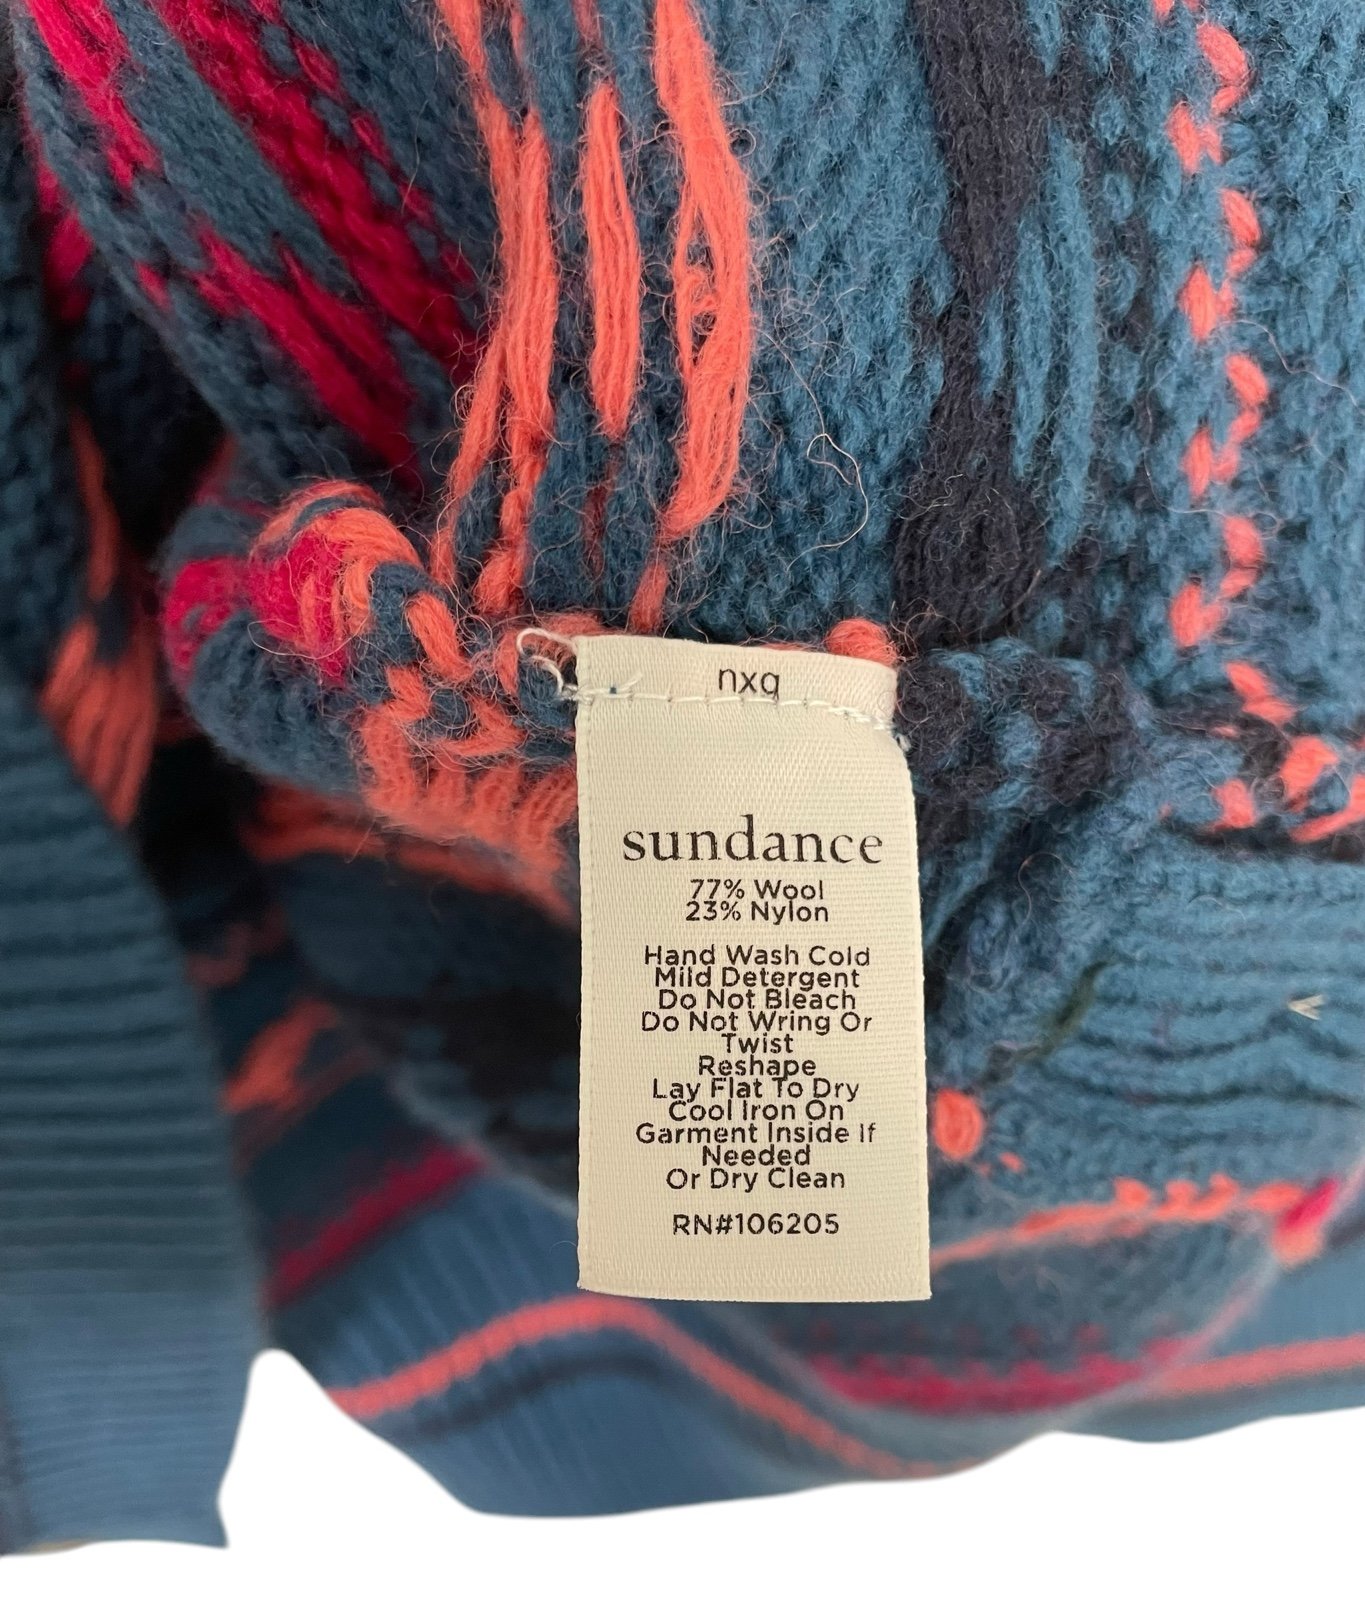 nxq
sundance
77% Wool
23% Nylon
Hand Wash Cold
Mild Detergent
Do Not Bleach
Do Not Wring Or
Twist
Reshape
Lay Flat To Dry
Cool Iron On
Garment Inside If
Needed
Or Dry Clean
RN#106205